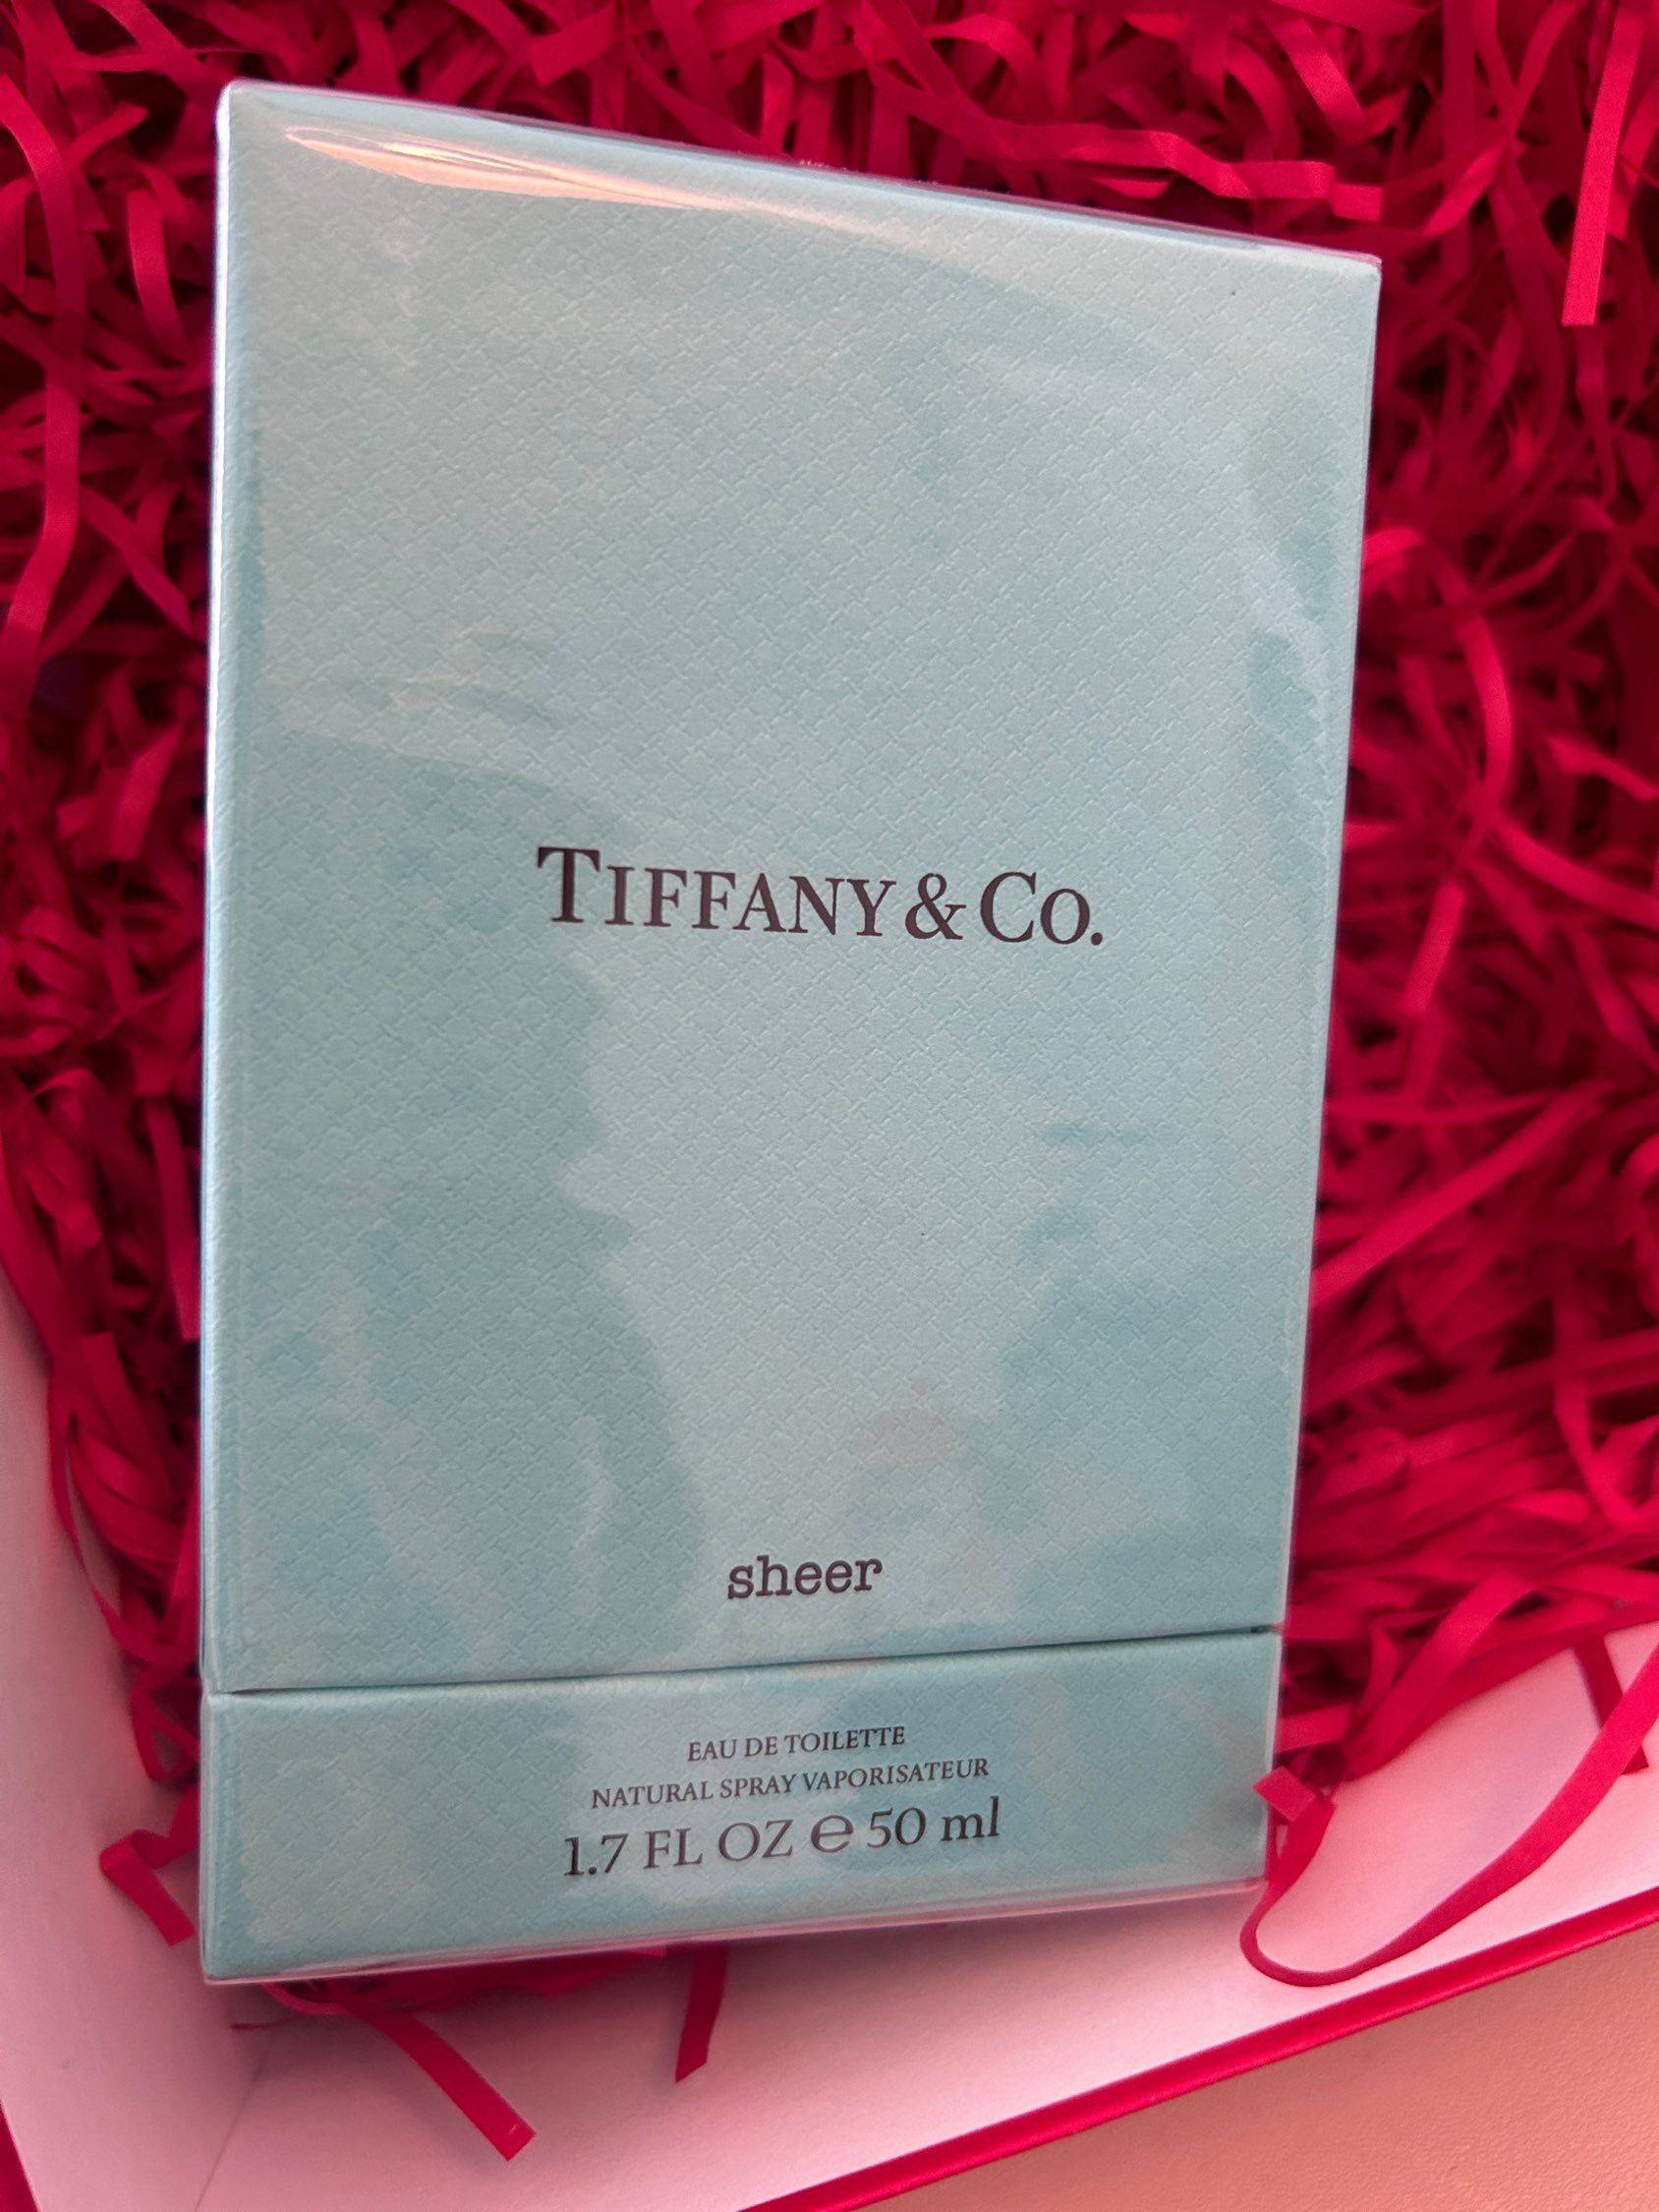 TIFFANY & CO.
sheer
EAU DE TOILETTE
NATURAL SPRAY VAPORISATEUR
1.7 FL OZ ℮ 50 ml